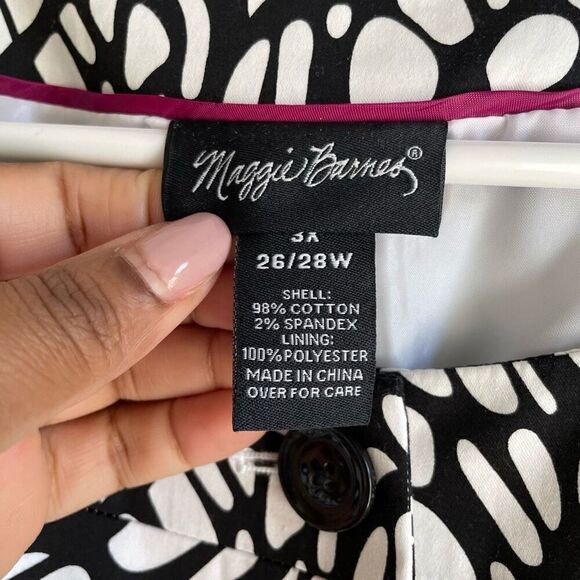 Maggie Barnes®
3X
26/28W
SHELL:
98% COTTON
2% SPANDEX
LINING:
100% POLYESTER
MADE IN CHINA
OVER FOR CARE